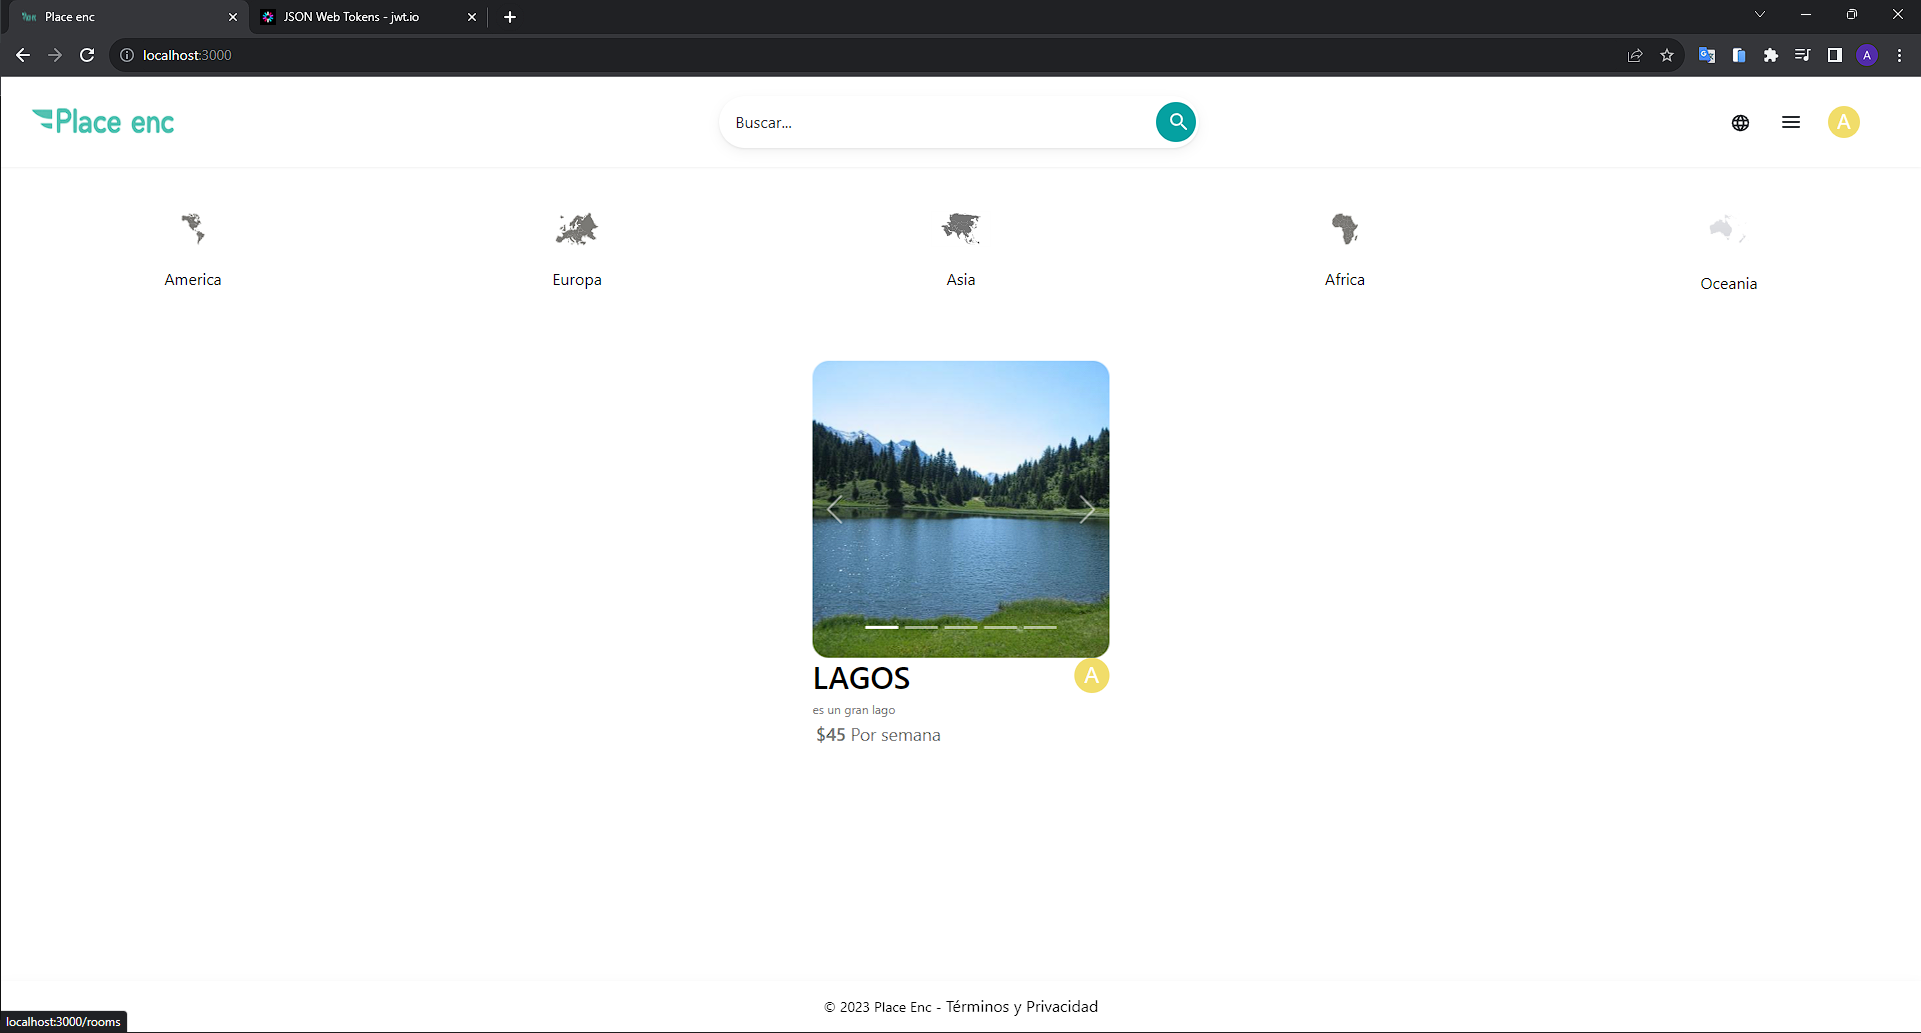 Place enc
JSON Web Tokens - jwt.io
localhost:3000
A
Place enc
Buscar...
A
America
Europa
Asia
Africa
Oceania
LAGOS
A
es un gran lago
$45 Por semana
© 2023 Place Enc - Términos y Privacidad
localhost:3000/rooms